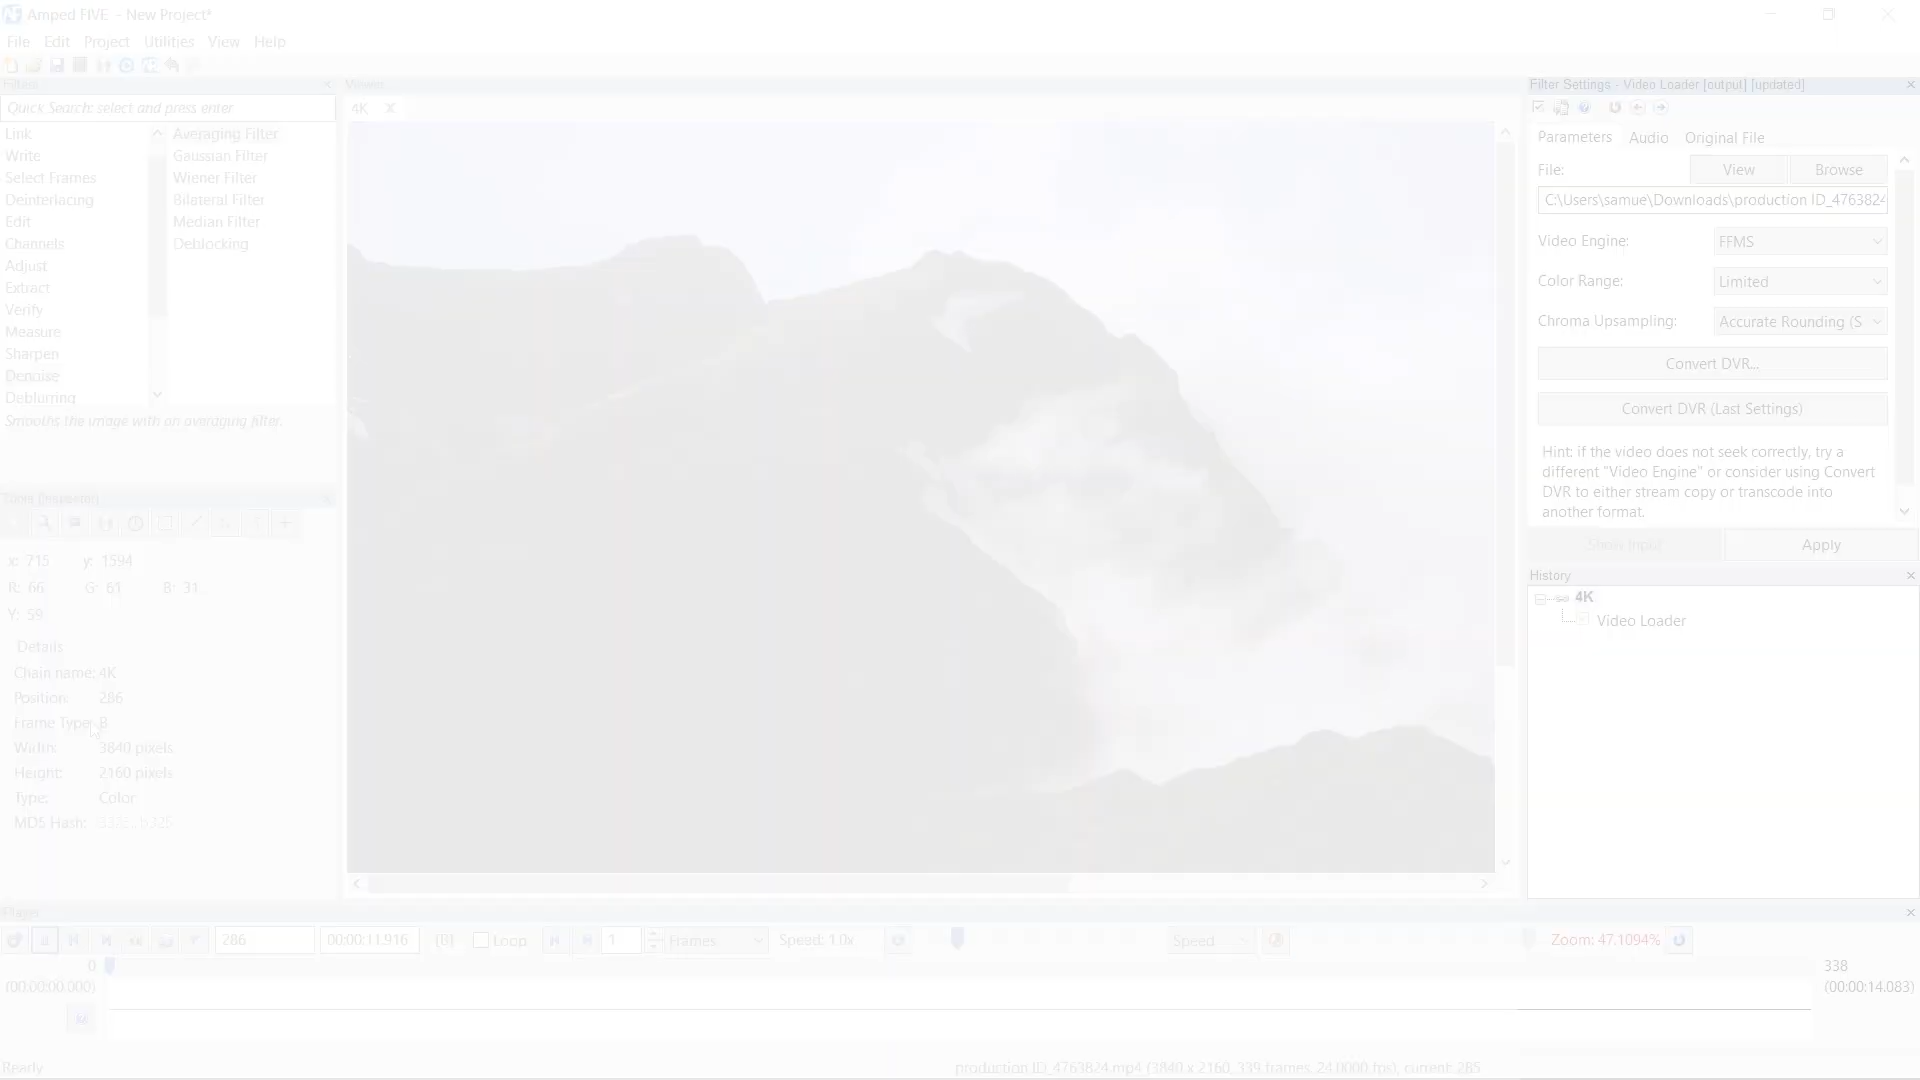 Amped FIVE - New Project*
File Edit Project Utilities View Help
Filters
Viewer
Quick Search: select and press enter
Link
Write
Select Frames
Deinterlacing
Edit
Channels
Adjust
Extract
Verify
Measure
Sharpen
Denoise
Deblurring
Averaging Filter
Gaussian Filter
Wiener Filter
Bilateral Filter
Median Filter
Deblocking
Smooths the image with an averaging filter.
Tools [Inspector]
x: 715 y: 1594
R: 66 G: 61 B: 31
Y: 59
Details
Chain name: 4K
Position: 286
Frame Type: B
Width: 3840 pixels
Height: 2160 pixels
Type: Color
MD5 Hash:
4K X
Filter Settings - Video Loader [output] [updated]
Parameters Audio Original File
File: View Browse
C:\Users\samue\Downloads\production ID_4763824
Video Engine: FFMS
Color Range: Limited
Chroma Upsampling: Accurate Rounding (S
Convert DVR...
Convert DVR (Last Settings)
Hint: if the video does not seek correctly, try a
different "Video Engine" or consider using Convert
DVR to either stream copy or transcode into
another format.
Show Input Apply
History
4K
Video Loader
Player
286 00:00:11.916 [B] Loop 1 Frames Speed: 1.0x Speed Zoom: 47.1094%
0
(00:00:00.000)
338
(00:00:14.083)
Ready
production ID_4763824.mp4 (3840 x 2160, 339 frames, 24.0000 fps), current: 285